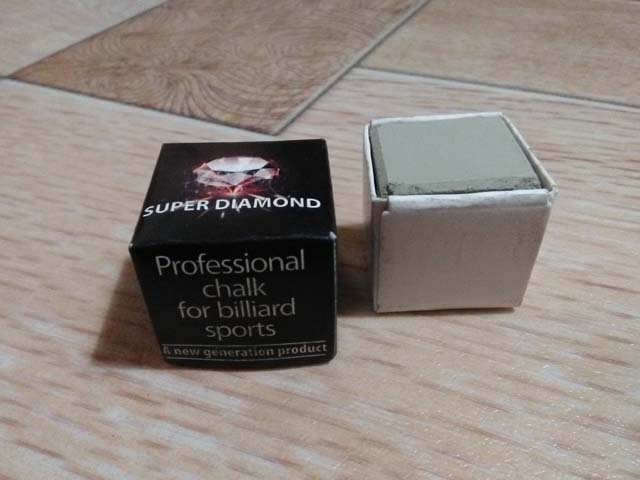 SUPER DIAMOND
Professional
chalk
for billiard
sports
A new generation product